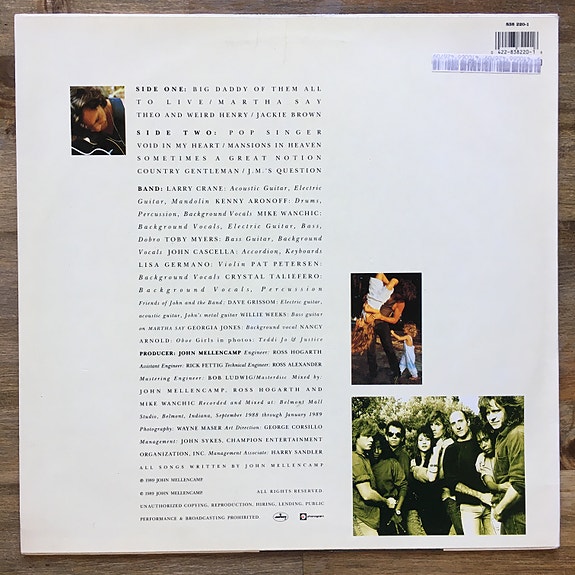 838 220-1
0 422-838220-1
SIDE ONE: BIG DADDY OF THEM ALL
TO LIVE / MARTHA SAY
THEO AND WEIRD HENRY / JACKIE BROWN
SIDE TWO: POP SINGER
VOID IN MY HEART / MANSIONS IN HEAVEN
SOMETIMES A GREAT NOTION
COUNTRY GENTLEMAN / J.M.'S QUESTION
BAND: LARRY CRANE: Acoustic Guitar, Electric
Guitar, Mandolin KENNY ARONOFF: Drums,
Percussion, Background Vocals MIKE WANCHIC:
Background Vocals, Electric Guitar, Bass,
Dobro TOBY MYERS: Bass Guitar, Background
Vocals JOHN CASCELLA: Accordion, Keyboards
LISA GERMANO: Violin PAT PETERSEN:
Background Vocals CRYSTAL TALIEFERO:
Background Vocals, Percussion
Friends of John and the Band: DAVE GRISSOM: Electric guitar,
acoustic guitar, John's metal guitar WILLIE WEEKS: Bass guitar
on MARTHA SAY GEORGIA JONES: Background vocal NANCY
ARNOLD: Oboe Girls in photos: Teddi Jo & Justice
PRODUCER: JOHN MELLENCAMP Engineer: ROSS HOGARTH
Assistant Engineer: RICK FETTIG Technical Engineer: ROSS ALEXANDER
Mastering Engineer: BOB LUDWIG/Masterdisc Mixed by:
JOHN MELLENCAMP, ROSS HOGARTH AND
MIKE WANCHIC Recorded and Mixed at: Belmont Mall
Studio, Belmont, Indiana, September 1988 through January 1989
Photography: WAYNE MASER Art Direction: GEORGE CORSILLO
Management: JOHN SYKES, CHAMPION ENTERTAINMENT
ORGANIZATION, INC. Management Associate: HARRY SANDLER
ALL SONGS WRITTEN BY JOHN MELLENCAMP
℗ 1989 JOHN MELLENCAMP
© 1989 JOHN MELLENCAMP ALL RIGHTS RESERVED.
UNAUTHORIZED COPYING, REPRODUCTION, HIRING, LENDING, PUBLIC
PERFORMANCE & BROADCASTING PROHIBITED.